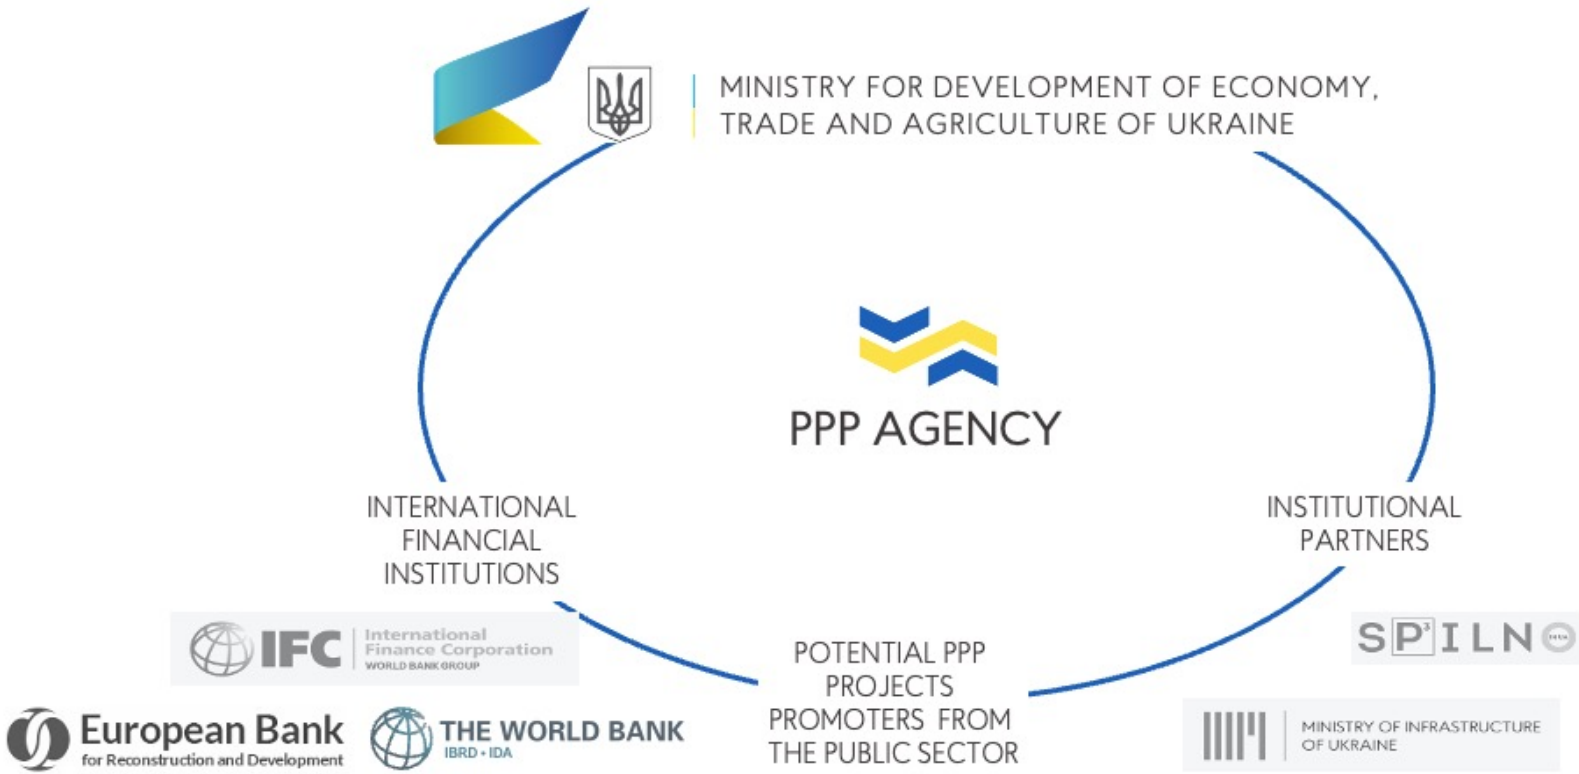 MINISTRY FOR DEVELOPMENT OF ECONOMY,
TRADE AND AGRICULTURE OF UKRAINE
PPP AGENCY
INTERNATIONAL
FINANCIAL
INSTITUTIONS
INSTITUTIONAL
PARTNERS
IFC
International
Finance Corporation
WORLD BANK GROUP
European Bank
for Reconstruction and Development
THE WORLD BANK
IBRD • IDA
POTENTIAL PPP
PROJECTS
PROMOTERS FROM
THE PUBLIC SECTOR
SP³ILNO
MINISTRY OF INFRASTRUCTURE
OF UKRAINE